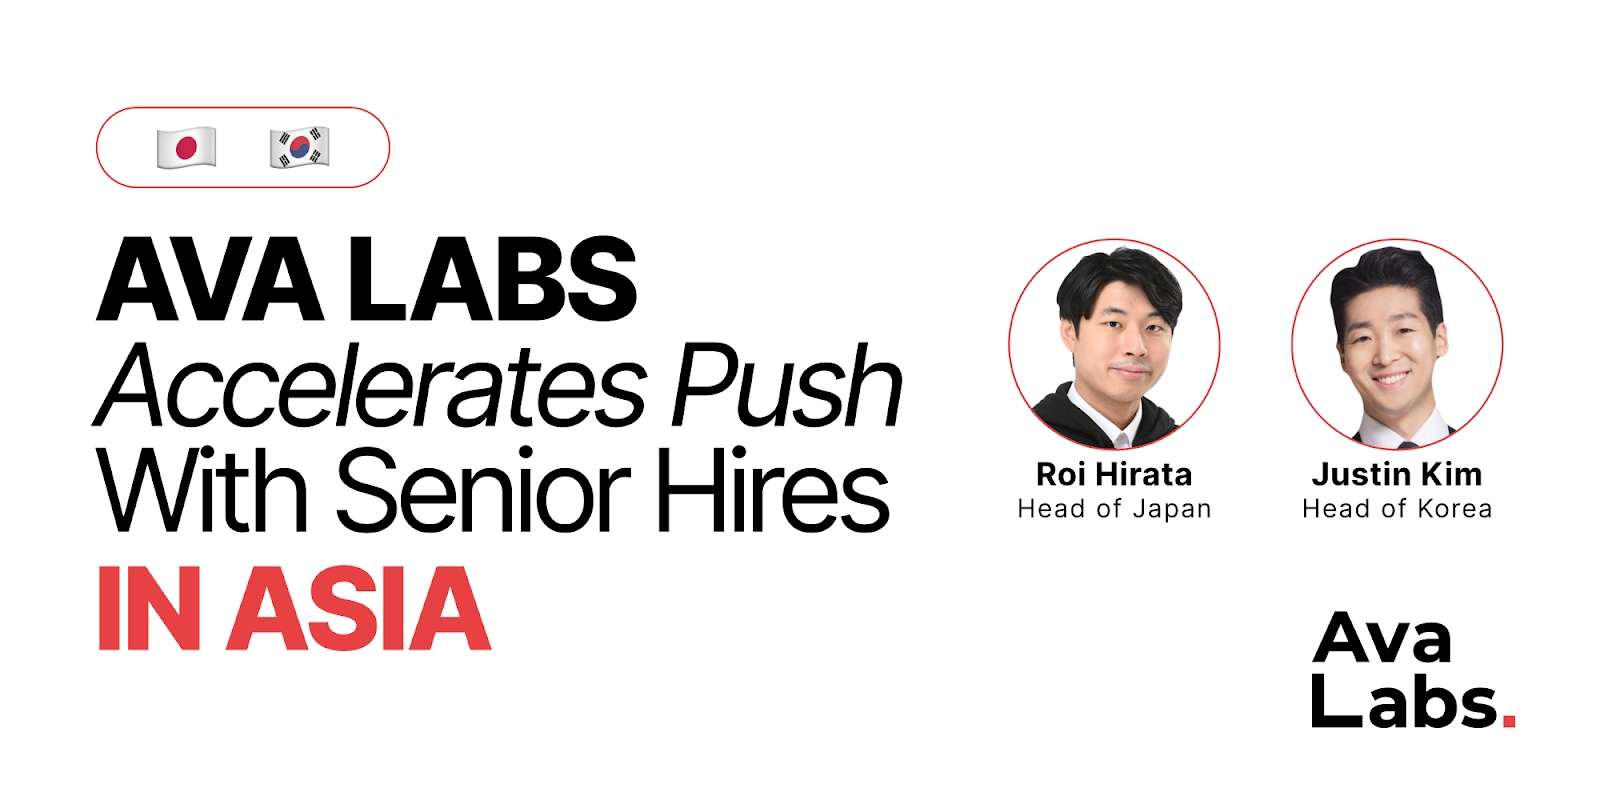 AVA LABS
Accelerates Push
With Senior Hires
IN ASIA
Roi Hirata
Head of Japan
Justin Kim
Head of Korea
Ava
Labs.